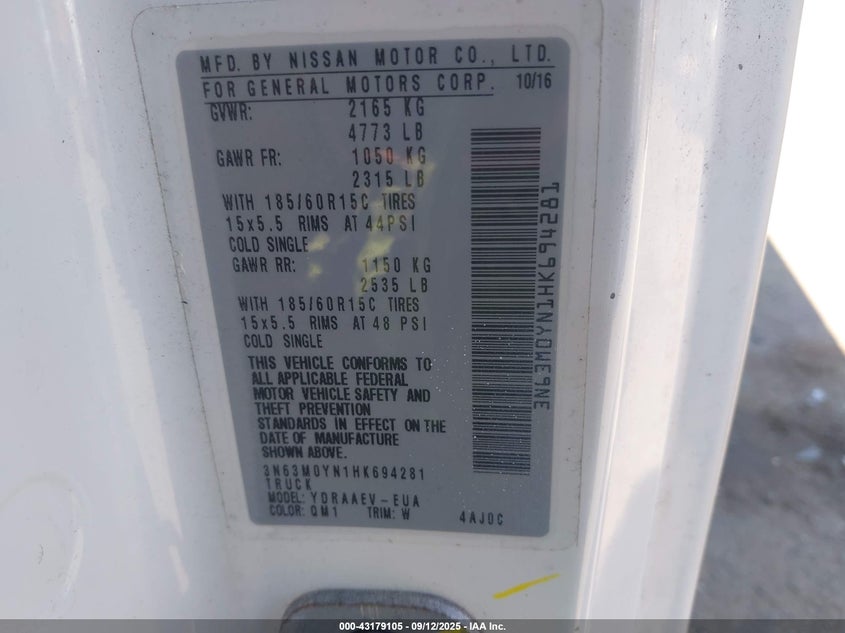 MFD. BY NISSAN MOTOR CO., LTD.
FOR GENERAL MOTORS CORP. 10/16
GVWR: 2165 KG
4773 LB
GAWR FR: 1050 KG
2315 LB
WITH 185/60R15C TIRES
15x5.5 RIMS AT 44PSI
COLD SINGLE
GAWR RR: 1150 KG
2535 LB
WITH 185/60R15C TIRES
15x5.5 RIMS AT 48 PSI
COLD SINGLE
THIS VEHICLE CONFORMS TO
ALL APPLICABLE FEDERAL
MOTOR VEHICLE SAFETY AND
THEFT PREVENTION
STANDARDS IN EFFECT ON THE
DATE OF MANUFACTURE
SHOWN ABOVE.
3N63M0YN1HK694281
TRUCK
MODEL: YDRAAEV-EUA
COLOR: QM1 TRIM: W 4AJ0C
3N63M0YN1HK694281
000-43179105 - 09/12/2025 - IAA Inc.